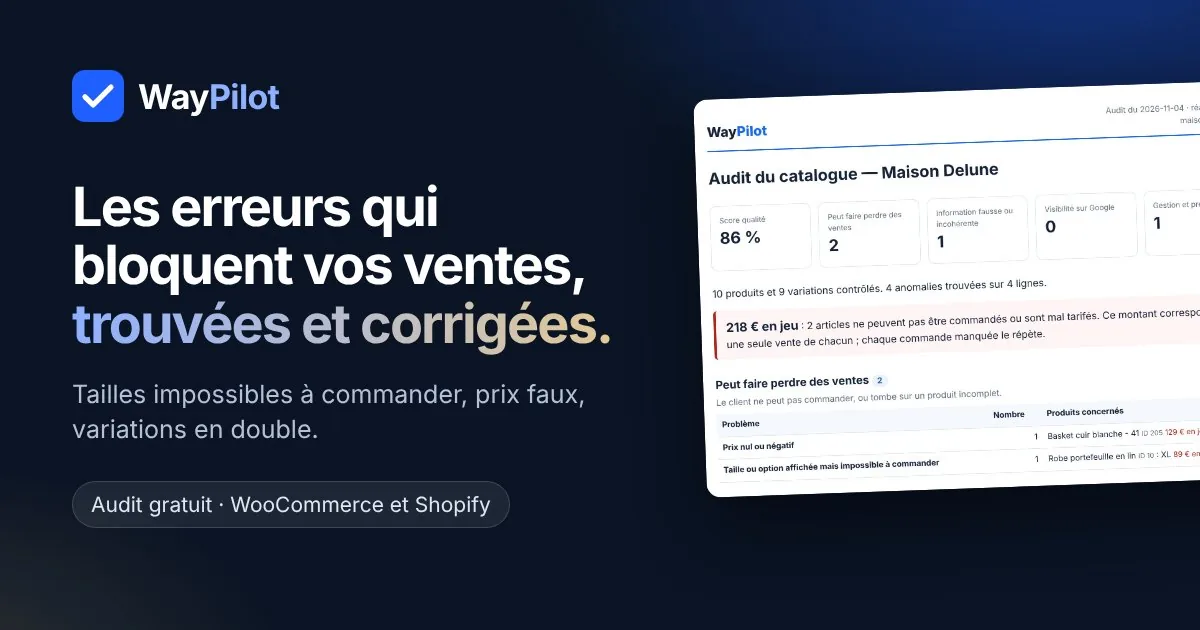 WayPilot
Les erreurs qui
bloquent vos ventes,
trouvées et corrigées.
Tailles impossibles à commander, prix faux,
variations en double.
Audit gratuit · WooCommerce et Shopify
WayPilot
Audit du 2026-11-04 · 
Audit du catalogue — Maison Delune
Score qualité
86 %
Peut faire perdre des
ventes
2
Information fausse ou
incohérente
1
Visibilité sur Google
0
Gestion et
1
10 produits et 9 variations contrôlés. 4 anomalies trouvées sur 4 lignes.
218 € en jeu : 2 articles ne peuvent pas être commandés ou sont mal tarifés. Ce montant
une seule vente de chacun ; chaque commande manquée le répète.
Peut faire perdre des ventes 2
Le client ne peut pas commander, ou tombe sur un produit incomplet.
Problème Nombre Produits concernés
Prix nul ou négatif 1 Basket cuir blanche - 41 ID 205 129 € en
Taille ou option affichée mais impossible à commander 1 Robe portefeuille en lin ID 10 : XL 89 € en